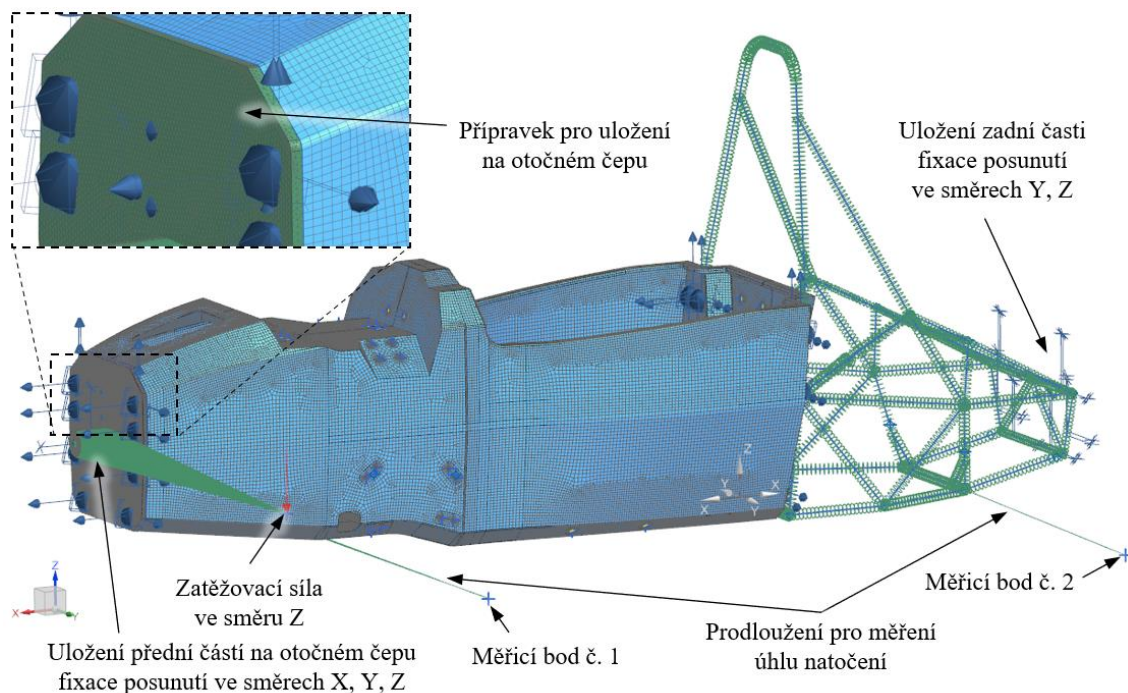 Přípravek pro uložení
na otočném čepu
Uložení zadní časti
fixace posunutí
ve směrech Y, Z
Zatěžovací síla
ve směru Z
Uložení přední částí na otočném čepu
fixace posunutí ve směrech X, Y, Z
Měřicí bod č. 1
Prodloužení pro měření
úhlu natočení
Měřicí bod č. 2
X
Z
Y
X
X
Y
Z
X
Y